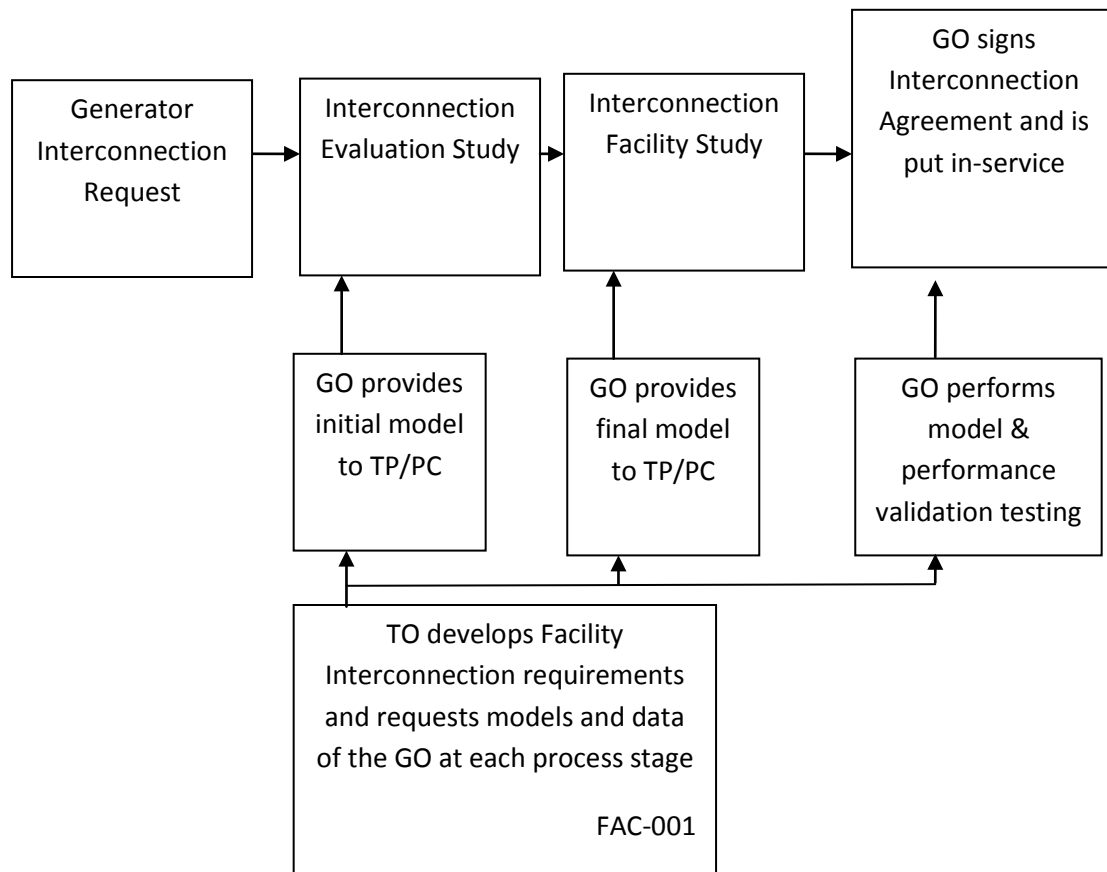 Generator
Interconnection
Request
Interconnection
Evaluation Study
Interconnection
Facility Study
GO signs
Interconnection
Agreement and is
put in-service
GO provides
initial model
to TP/PC
GO provides
final model
to TP/PC
GO performs
model &
performance
validation testing
TO develops Facility
Interconnection requirements
and requests models and data
of the GO at each process stage
FAC-001